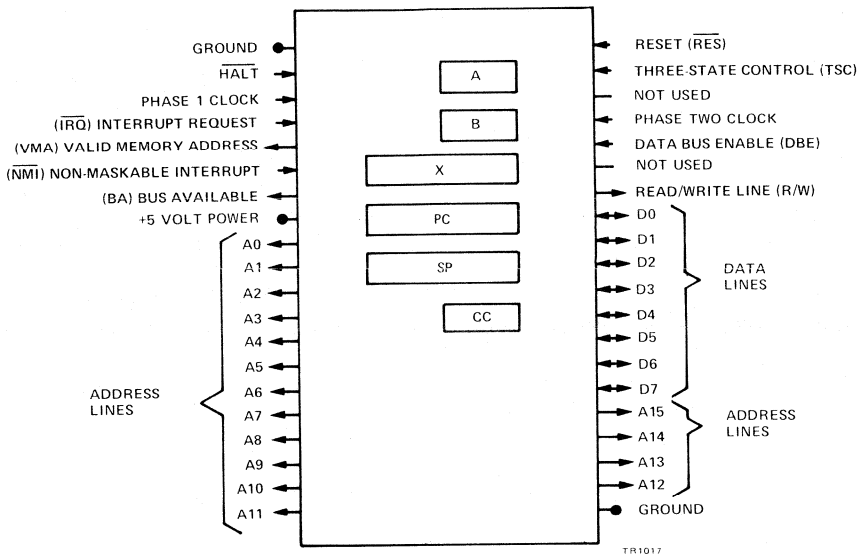 GROUND
HALT
PHASE 1 CLOCK
(IRQ) INTERRUPT REQUEST
(VMA) VALID MEMORY ADDRESS
(NMI) NON-MASKABLE INTERRUPT
(BA) BUS AVAILABLE
+5 VOLT POWER
A0
A1
A2
A3
A4
A5
A6
A7
A8
A9
A10
A11
ADDRESS
LINES
A
B
X
PC
SP
CC
RESET (RES)
THREE-STATE CONTROL (TSC)
NOT USED
PHASE TWO CLOCK
DATA BUS ENABLE (DBE)
NOT USED
READ/WRITE LINE (R/W)
D0
D1
D2
D3
D4
D5
D6
D7
DATA
LINES
A15
A14
A13
A12
ADDRESS
LINES
GROUND
TR1017